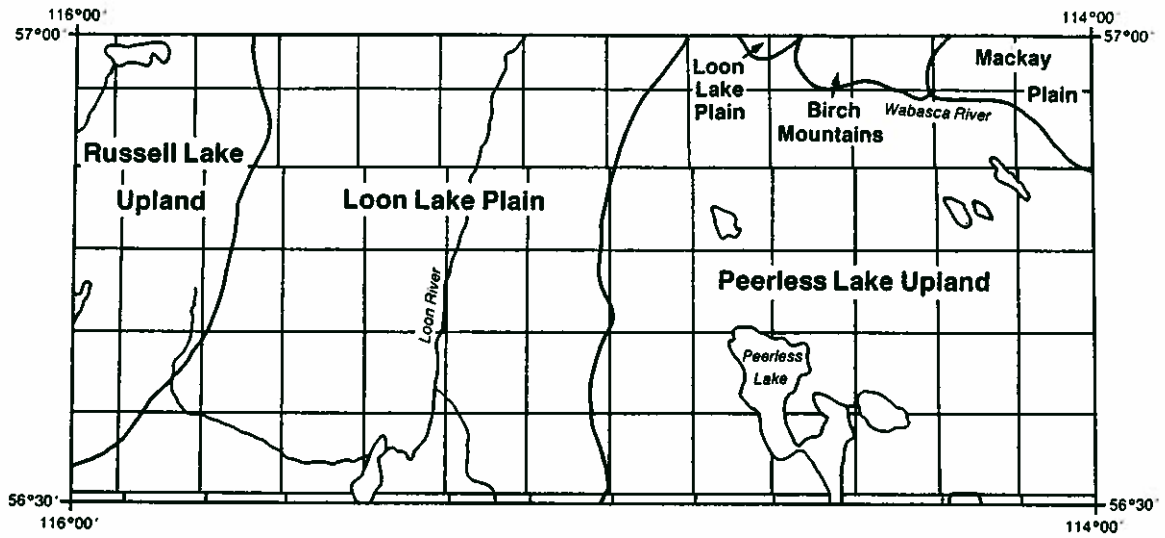 116°00'
57°00'
114°00'
57°00'
Loon
Lake
Plain
Birch
Mountains
Wabasca River
Mackay
Plain
Russell Lake
Upland
Loon Lake Plain
Loon River
Peerless Lake Upland
Peerless
Lake
56°30'
116°00'
56°30'
114°00'